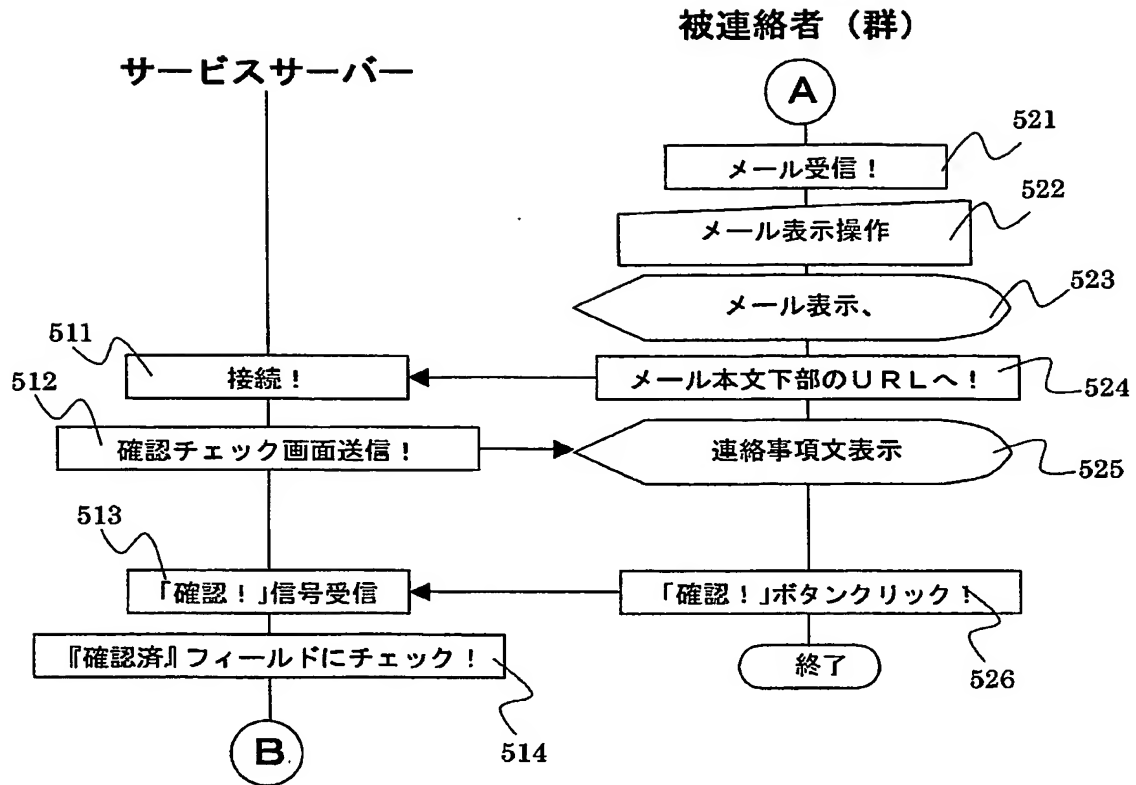 被連絡者（群）
サービスサーバー
A
521
メール受信！
522
メール表示操作
523
メール表示、
511
接続！
メール本文下部のＵＲＬへ！
524
512
確認チェック画面送信！
連絡事項文表示
525
513
「確認！」信号受信
「確認！」ボタンクリック！
526
『確認済』フィールドにチェック！
終了
514
B